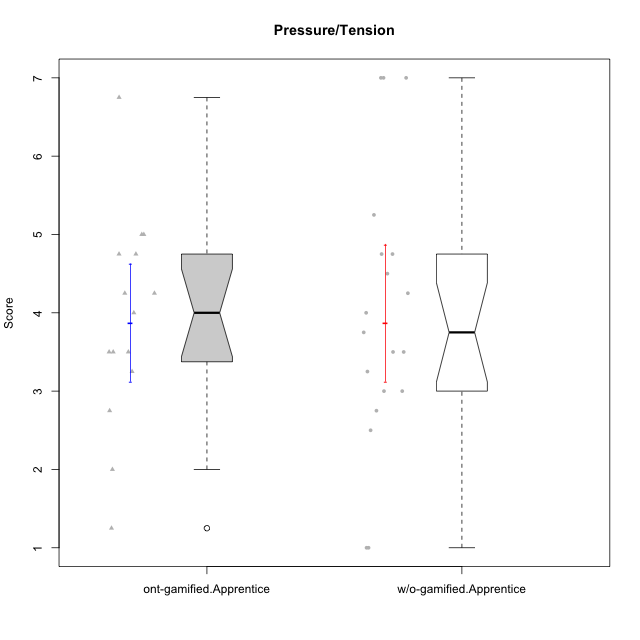 Pressure/Tension
Score
7
6
5
4
3
2
1
ont-gamified.Apprentice
w/o-gamified.Apprentice